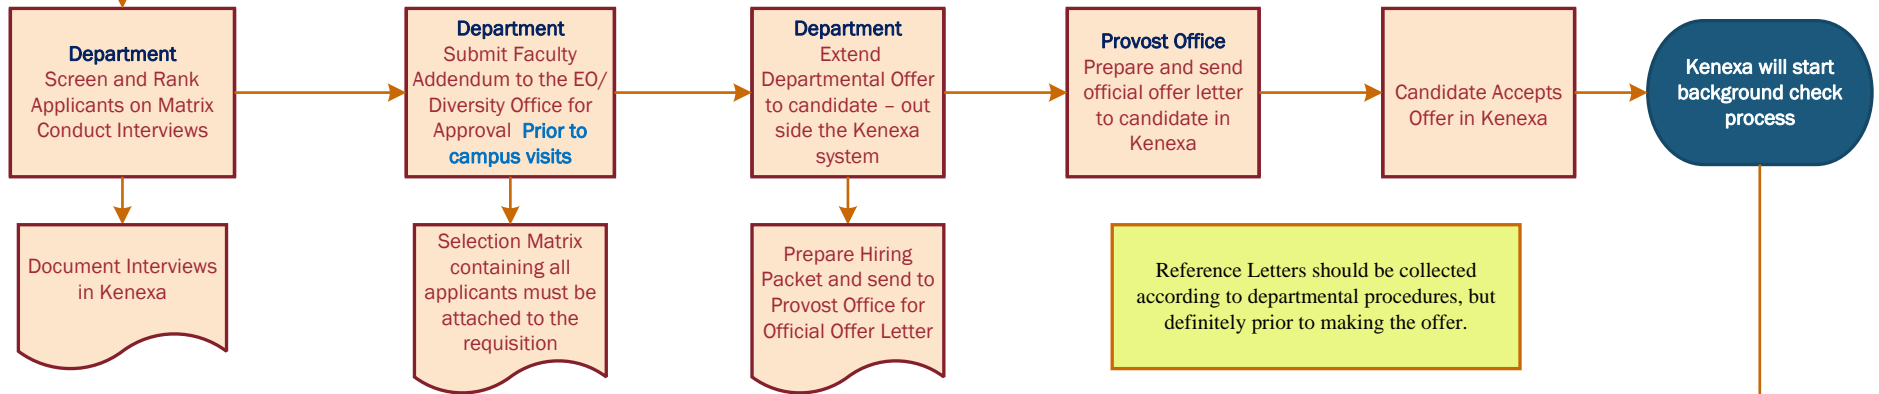 Department
Screen and Rank
Applicants on Matrix
Conduct Interviews
Department
Submit Faculty
Addendum to the EO/
Diversity Office for
Approval Prior to
campus visits
Department
Extend
Departmental Offer
to candidate – out
side the Kenexa
system
Provost Office
Prepare and send
official offer letter
to candidate in
Kenexa
Candidate Accepts
Offer in Kenexa
Kenexa will start
background check
process
Document Interviews
in Kenexa
Selection Matrix
containing all
applicants must be
attached to the
requisition
Prepare Hiring
Packet and send to
Provost Office for
Official Offer Letter
Reference Letters should be collected
according to departmental procedures, but
definitely prior to making the offer.